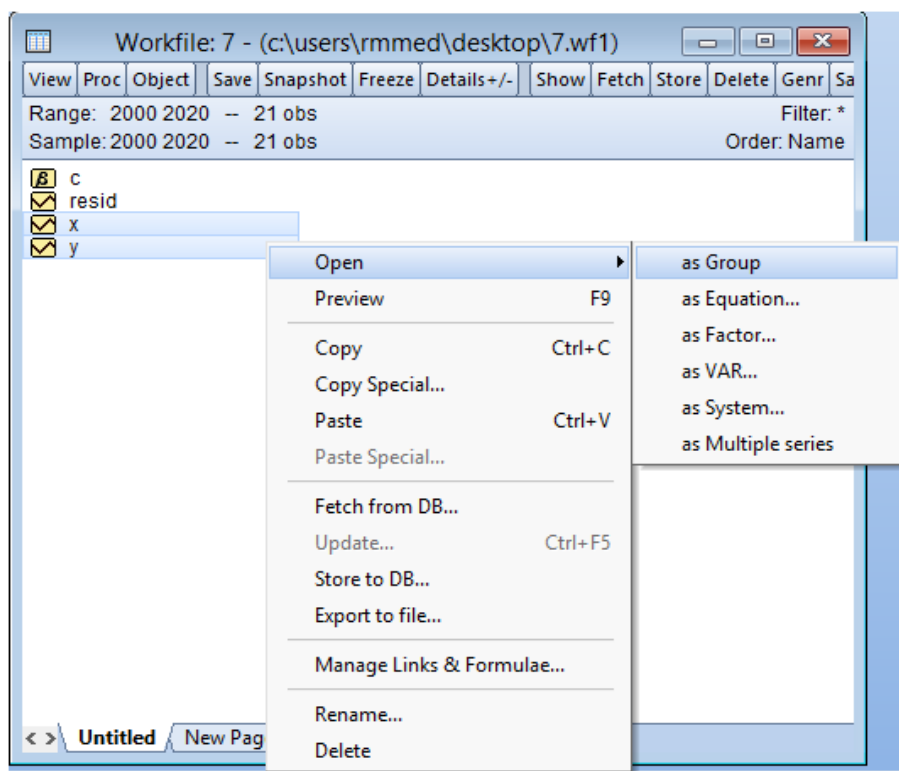 Workfile: 7 - (c:\users\rmmed\desktop\7.wf1)
View Proc Object Save Snapshot Freeze Details+/- Show Fetch Store Delete Genr Sa
Range: 2000 2020 -- 21 obs Filter: *
Sample: 2000 2020 -- 21 obs Order: Name
β c
resid
x
y
Open
Preview F9
Copy Ctrl+C
Copy Special...
Paste Ctrl+V
Paste Special...
Fetch from DB...
Update... Ctrl+F5
Store to DB...
Export to file...
Manage Links & Formulae...
Rename...
Delete
as Group
as Equation...
as Factor...
as VAR...
as System...
as Multiple series
< > Untitled New Pag